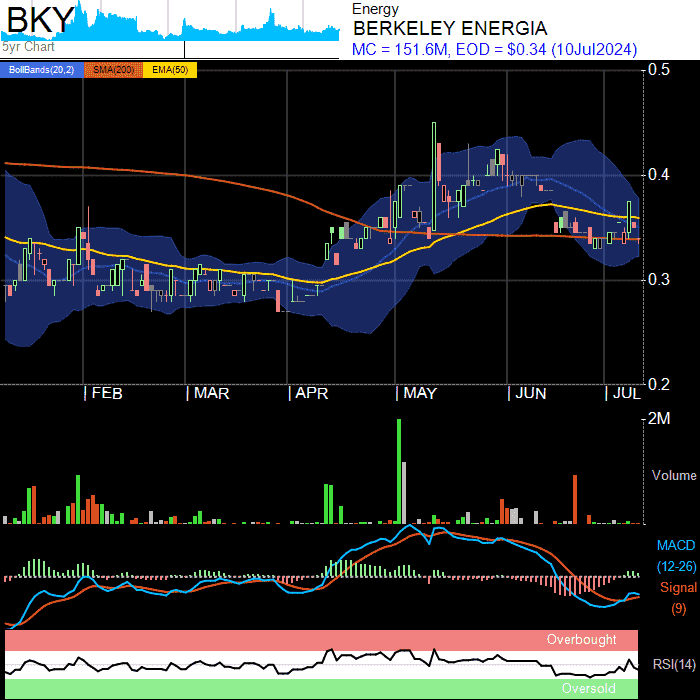 BKY
5yr Chart
Energy
BERKELEY ENERGIA
MC = 151.6M, EOD = $0.34 (10Jul2024)
BollBands(20,2) SMA(200) EMA(50)
0.5
0.4
0.3
0.2
| FEB | MAR | APR | MAY | JUN | JUL
2M
Volume
MACD
(12-26)
Signal
(9)
Overbought
RSI(14)
Oversold